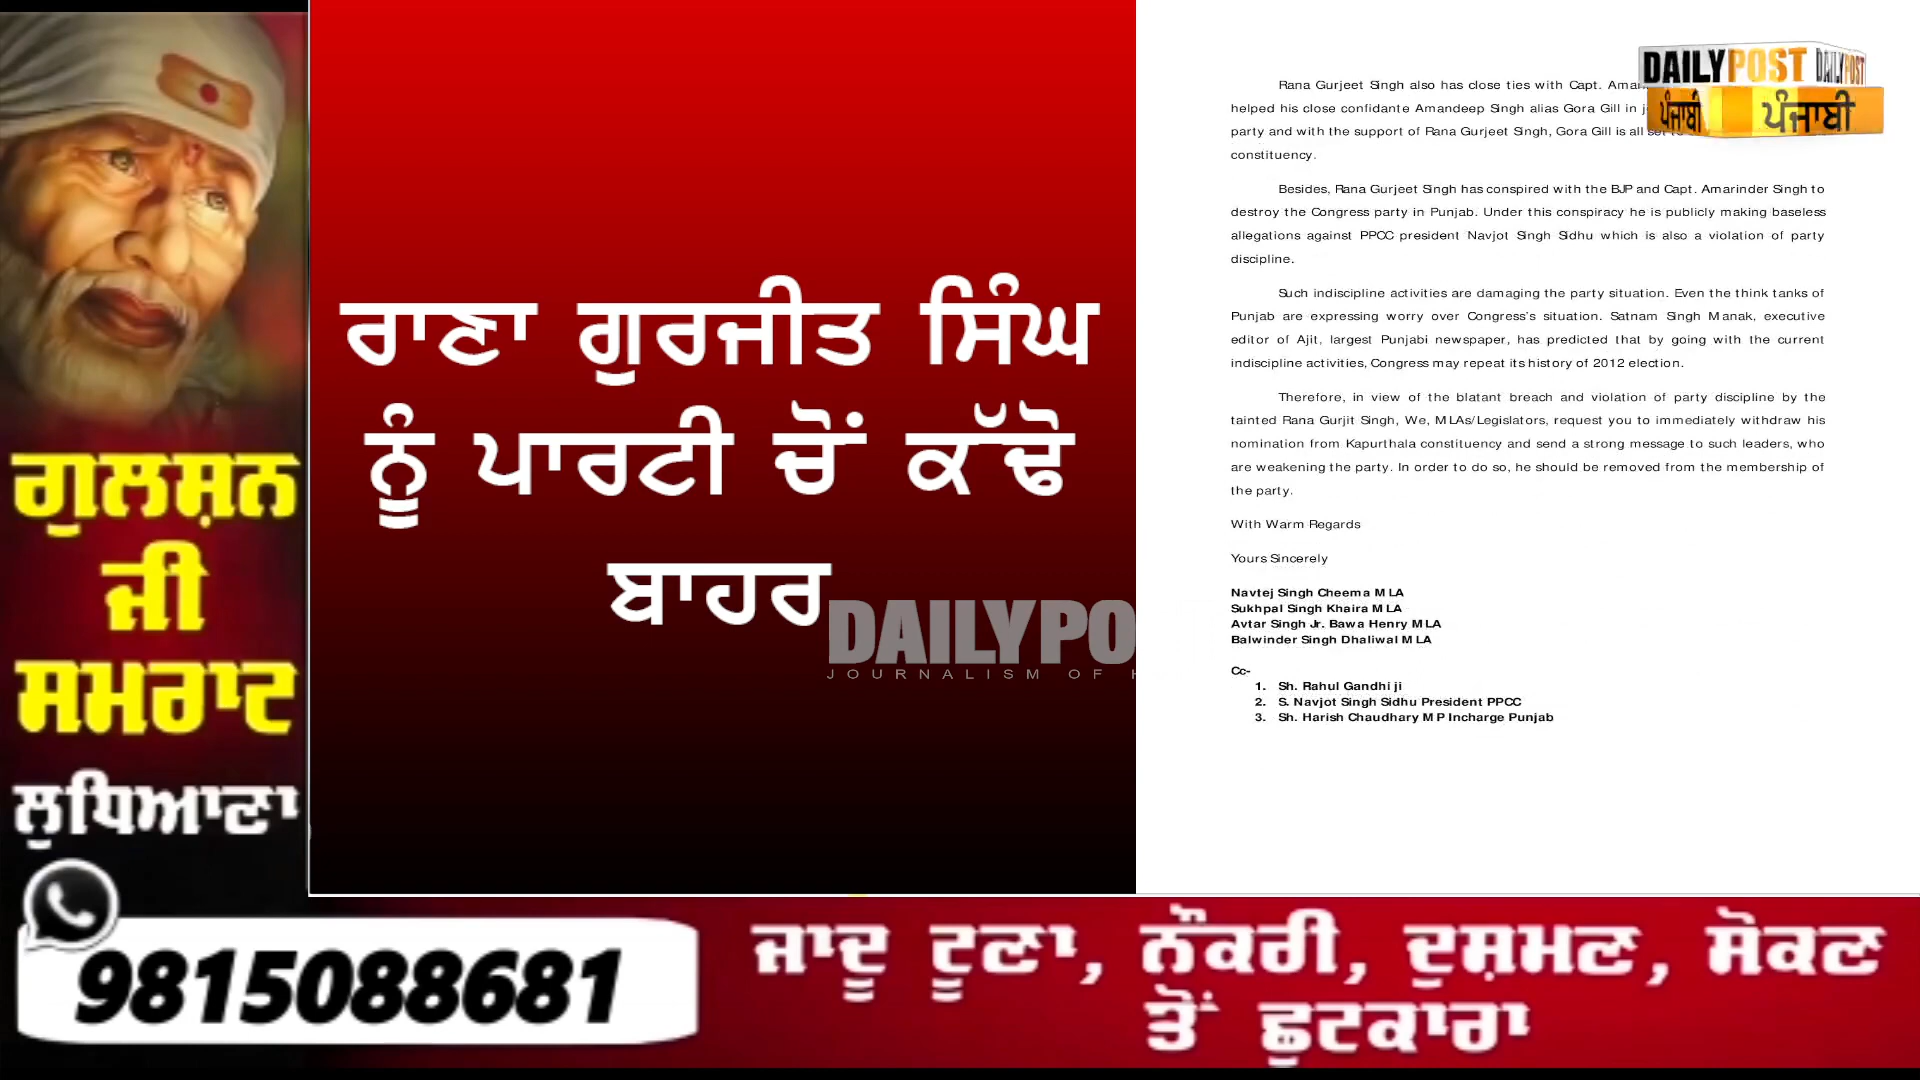 ਗੁਲਸ਼ਨ
ਜੀ
ਸਮਰਾਟ
ਲੁਧਿਆਣਾ
ਰਾਣਾ ਗੁਰਜੀਤ ਸਿੰਘ
ਨੂੰ ਪਾਰਟੀ ਚੋਂ ਕੱਢੋ
ਬਾਹਰ
DAILYPO
JOURNALISM OF
DAILYPOST DAILYPOST
ਪੰਜਾਬੀ ਪੰਜਾਬੀ
Rana Gurjeet Singh also has close ties with Capt.
helped his close confidante Amandeep Singh alias Gora Gill in
party and with the support of Rana Gurjeet Singh, Gora Gill is all
constituency.
Besides, Rana Gurjeet Singh has conspired with the BJP and Capt. Amarinder Singh to
destroy the Congress party in Punjab. Under this conspiracy he is publicly making baseless
allegations against PPCC president Navjot Singh Sidhu which is also a violation of party
discipline.
Such indiscipline activities are damaging the party situation. Even the think tanks of
Punjab are expressing worry over Congress's situation. Satnam Singh Manak, executive
editor of Ajit, largest Punjabi newspaper, has predicted that by going with the current
indiscipline activities, Congress may repeat its history of 2012 election.
Therefore, in view of the blatant breach and violation of party discipline by the
tainted Rana Gurjit Singh, We, MLAs/Legislators, request you to immediately withdraw his
nomination from Kapurthala constituency and send a strong message to such leaders, who
are weakening the party. In order to do so, he should be removed from the membership of
the party.
With Warm Regards
Yours Sincerely
Navtej Singh Cheema MLA
Sukhpal Singh Khaira MLA
Avtar Singh Jr. Bawa Henry MLA
Balwinder Singh Dhaliwal MLA
Cc-
1. Sh. Rahul Gandhi ji
2. S. Navjot Singh Sidhu President PPCC
3. Sh. Harish Chaudhary MP Incharge Punjab
9815088681
ਜਾਦੂ ਟੂਣਾ, ਨੌਕਰੀ, ਦੁਸ਼ਮਣ, ਸੋਕਣ
ਤੋਂ ਛੁਟਕਾਰਾ